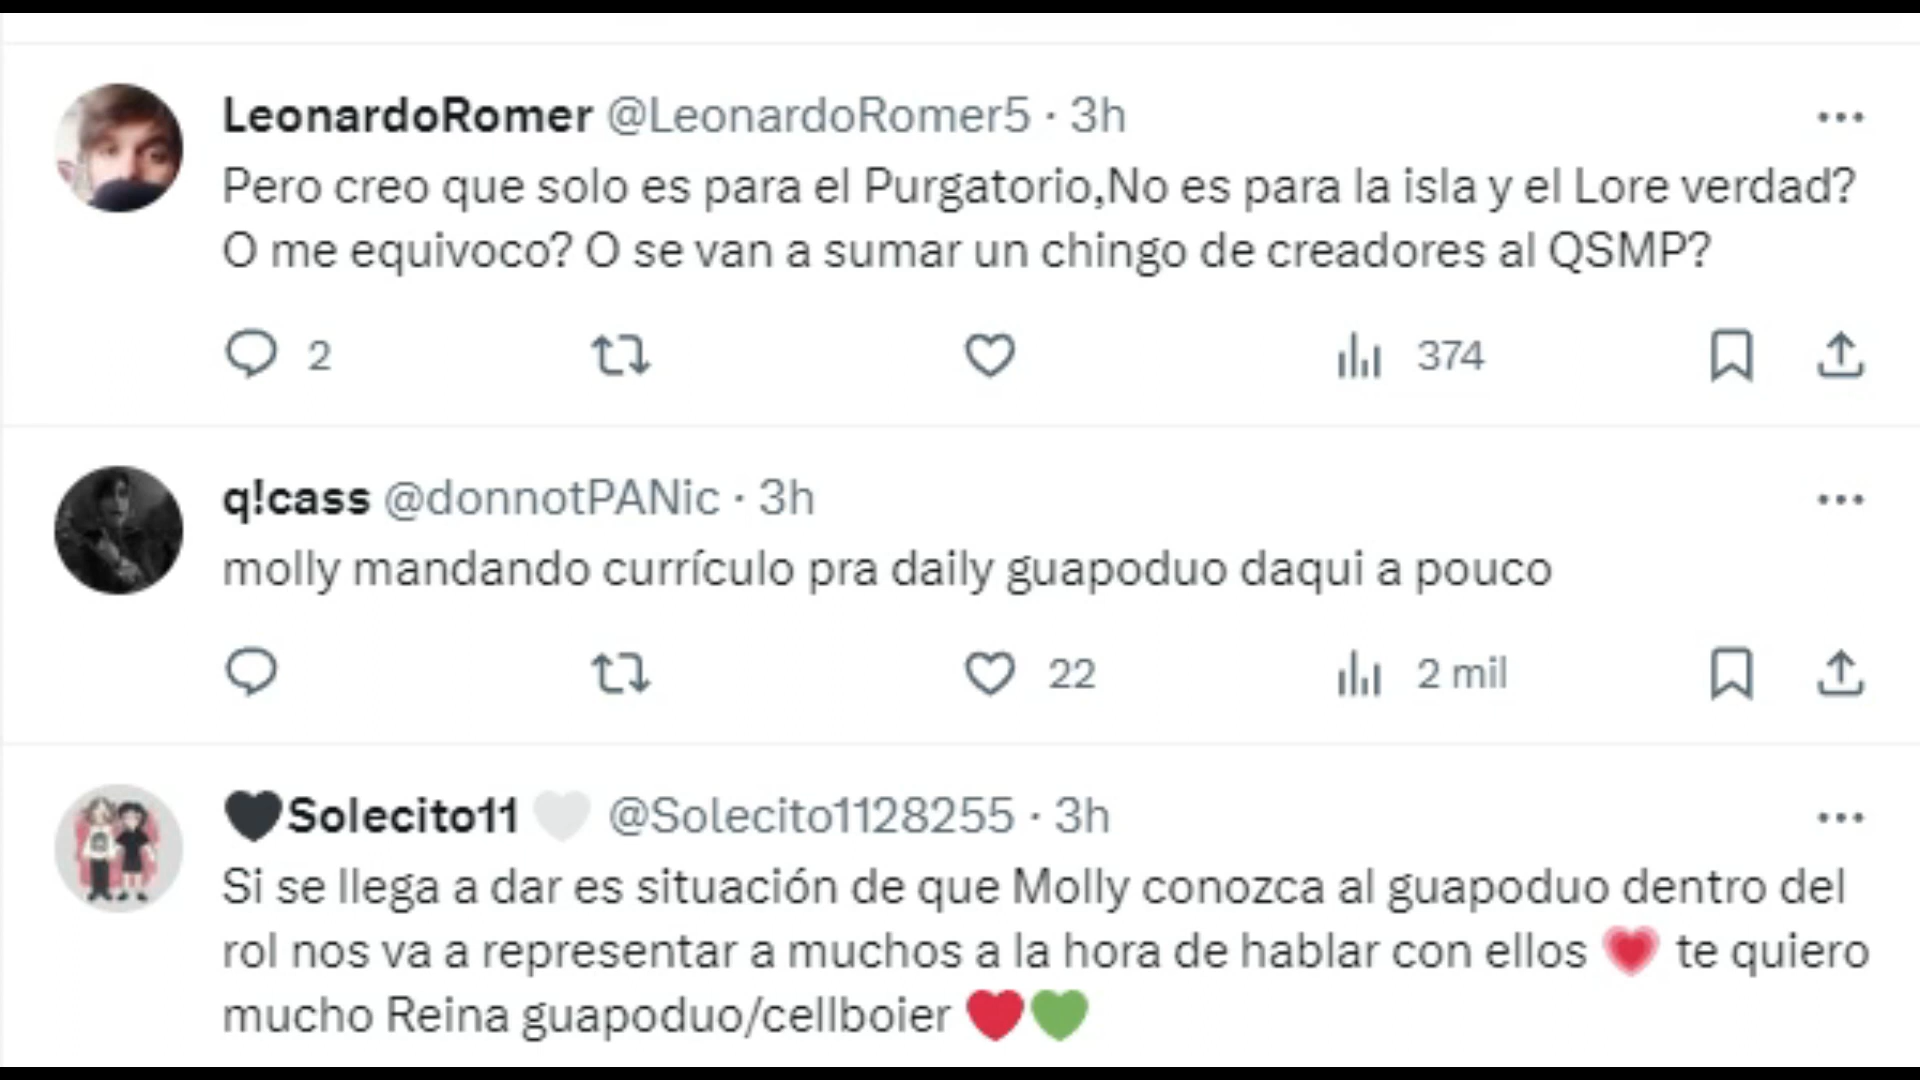 LeonardoRomer @LeonardoRomer5 · 3h
Pero creo que solo es para el Purgatorio,No es para la isla y el Lore verdad?
O me equivoco? O se van a sumar un chingo de creadores al QSMP?
2 374
q!cass @donnotPANic · 3h
molly mandando currículo pra daily guapoduo daqui a pouco
22 2 mil
🖤Solecito11🤍 @Solecito1128255 · 3h
Si se llega a dar es situación de que Molly conozca al guapoduo dentro del
rol nos va a representar a muchos a la hora de hablar con ellos 💗 te quiero
mucho Reina guapoduo/cellboier ❤️💚